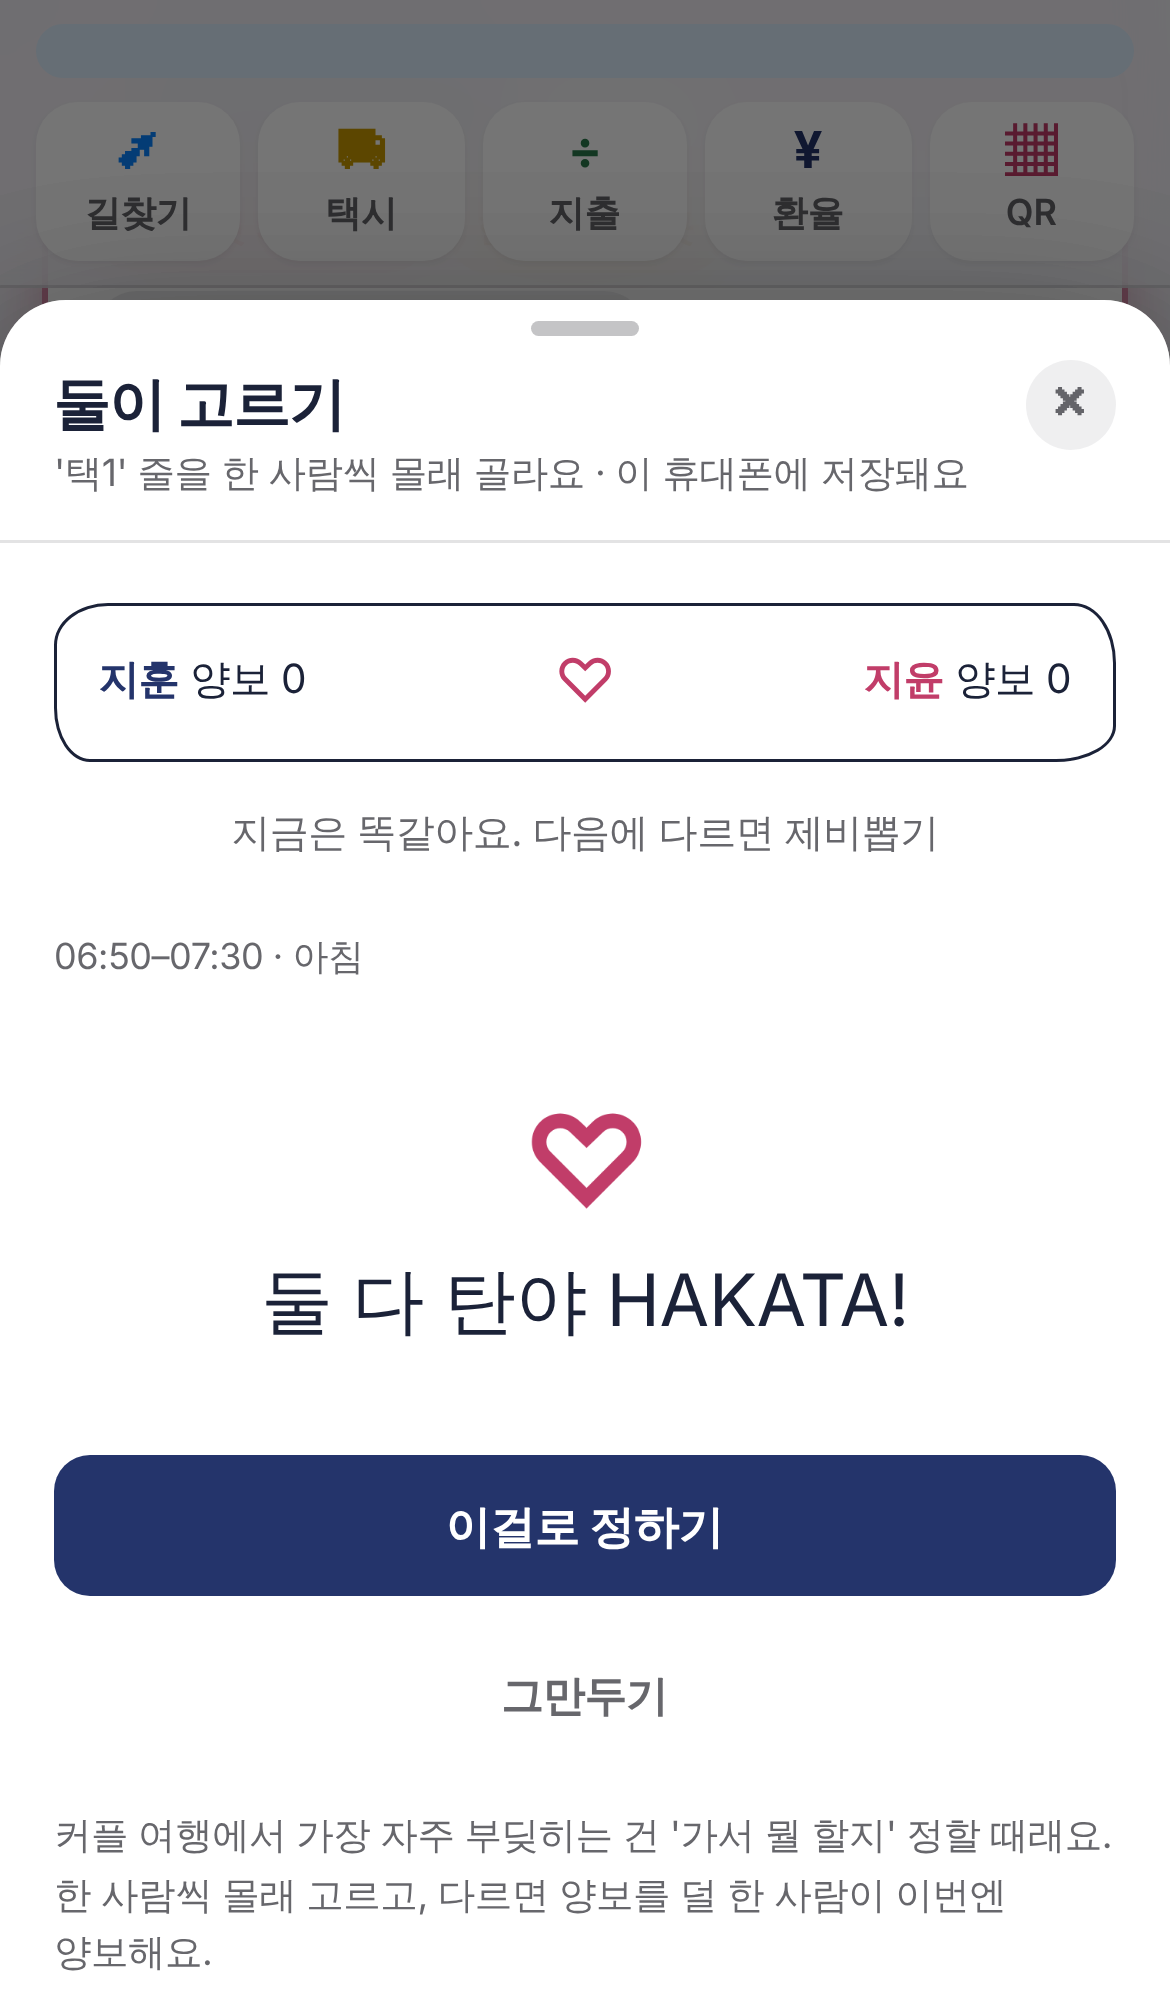 길찾기
택시
÷
지출
¥
환율
QR
둘이 고르기
'택1' 줄을 한 사람씩 몰래 골라요 · 이 휴대폰에 저장돼요
지훈 양보 0
지윤 양보 0
지금은 똑같아요. 다음에 다르면 제비뽑기
06:50–07:30 · 아침
둘 다 탄야 HAKATA!
이걸로 정하기
그만두기
커플 여행에서 가장 자주 부딪히는 건 '가서 뭘 할지' 정할 때래요.
한 사람씩 몰래 고르고, 다르면 양보를 덜 한 사람이 이번엔
양보해요.